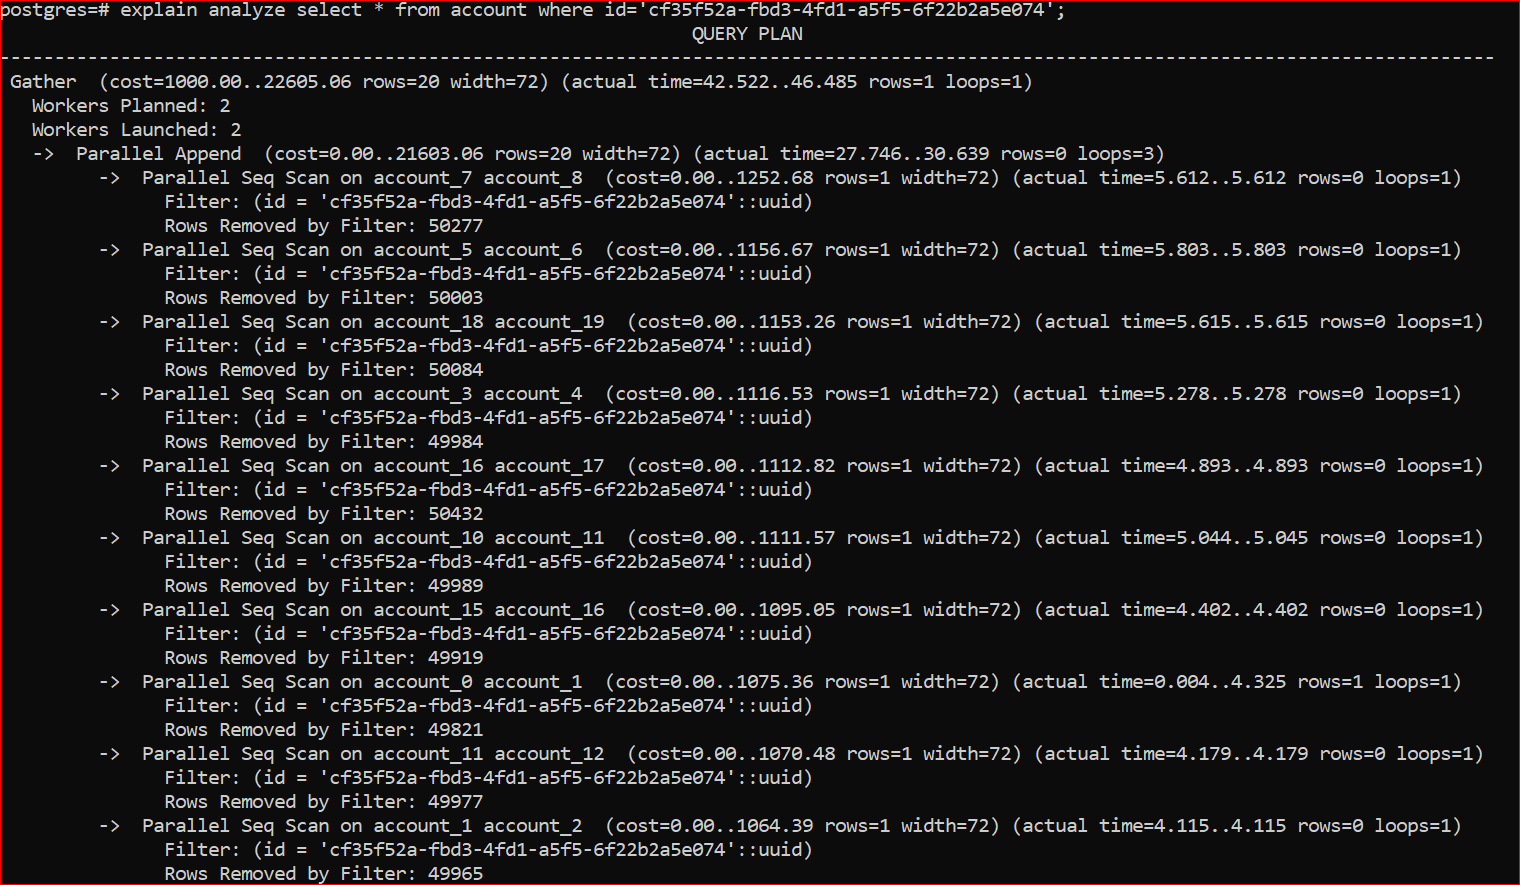 postgres=# explain analyze select * from account where id='cf35f52a-fbd3-4fd1-a5f5-6f22b2a5e074';
QUERY PLAN
----------------------------------------------------------------------------------------------------------------------------------------
Gather  (cost=1000.00..22605.06 rows=20 width=72) (actual time=42.522..46.485 rows=1 loops=1)
  Workers Planned: 2
  Workers Launched: 2
  ->  Parallel Append  (cost=0.00..21603.06 rows=20 width=72) (actual time=27.746..30.639 rows=0 loops=3)
        ->  Parallel Seq Scan on account_7 account_8  (cost=0.00..1252.68 rows=1 width=72) (actual time=5.612..5.612 rows=0 loops=1)
              Filter: (id = 'cf35f52a-fbd3-4fd1-a5f5-6f22b2a5e074'::uuid)
              Rows Removed by Filter: 50277
        ->  Parallel Seq Scan on account_5 account_6  (cost=0.00..1156.67 rows=1 width=72) (actual time=5.803..5.803 rows=0 loops=1)
              Filter: (id = 'cf35f52a-fbd3-4fd1-a5f5-6f22b2a5e074'::uuid)
              Rows Removed by Filter: 50003
        ->  Parallel Seq Scan on account_18 account_19  (cost=0.00..1153.26 rows=1 width=72) (actual time=5.615..5.615 rows=0 loops=1)
              Filter: (id = 'cf35f52a-fbd3-4fd1-a5f5-6f22b2a5e074'::uuid)
              Rows Removed by Filter: 50084
        ->  Parallel Seq Scan on account_3 account_4  (cost=0.00..1116.53 rows=1 width=72) (actual time=5.278..5.278 rows=0 loops=1)
              Filter: (id = 'cf35f52a-fbd3-4fd1-a5f5-6f22b2a5e074'::uuid)
              Rows Removed by Filter: 49984
        ->  Parallel Seq Scan on account_16 account_17  (cost=0.00..1112.82 rows=1 width=72) (actual time=4.893..4.893 rows=0 loops=1)
              Filter: (id = 'cf35f52a-fbd3-4fd1-a5f5-6f22b2a5e074'::uuid)
              Rows Removed by Filter: 50432
        ->  Parallel Seq Scan on account_10 account_11  (cost=0.00..1111.57 rows=1 width=72) (actual time=5.044..5.045 rows=0 loops=1)
              Filter: (id = 'cf35f52a-fbd3-4fd1-a5f5-6f22b2a5e074'::uuid)
              Rows Removed by Filter: 49989
        ->  Parallel Seq Scan on account_15 account_16  (cost=0.00..1095.05 rows=1 width=72) (actual time=4.402..4.402 rows=0 loops=1)
              Filter: (id = 'cf35f52a-fbd3-4fd1-a5f5-6f22b2a5e074'::uuid)
              Rows Removed by Filter: 49919
        ->  Parallel Seq Scan on account_0 account_1  (cost=0.00..1075.36 rows=1 width=72) (actual time=0.004..4.325 rows=1 loops=1)
              Filter: (id = 'cf35f52a-fbd3-4fd1-a5f5-6f22b2a5e074'::uuid)
              Rows Removed by Filter: 49821
        ->  Parallel Seq Scan on account_11 account_12  (cost=0.00..1070.48 rows=1 width=72) (actual time=4.179..4.179 rows=0 loops=1)
              Filter: (id = 'cf35f52a-fbd3-4fd1-a5f5-6f22b2a5e074'::uuid)
              Rows Removed by Filter: 49977
        ->  Parallel Seq Scan on account_1 account_2  (cost=0.00..1064.39 rows=1 width=72) (actual time=4.115..4.115 rows=0 loops=1)
              Filter: (id = 'cf35f52a-fbd3-4fd1-a5f5-6f22b2a5e074'::uuid)
              Rows Removed by Filter: 49965